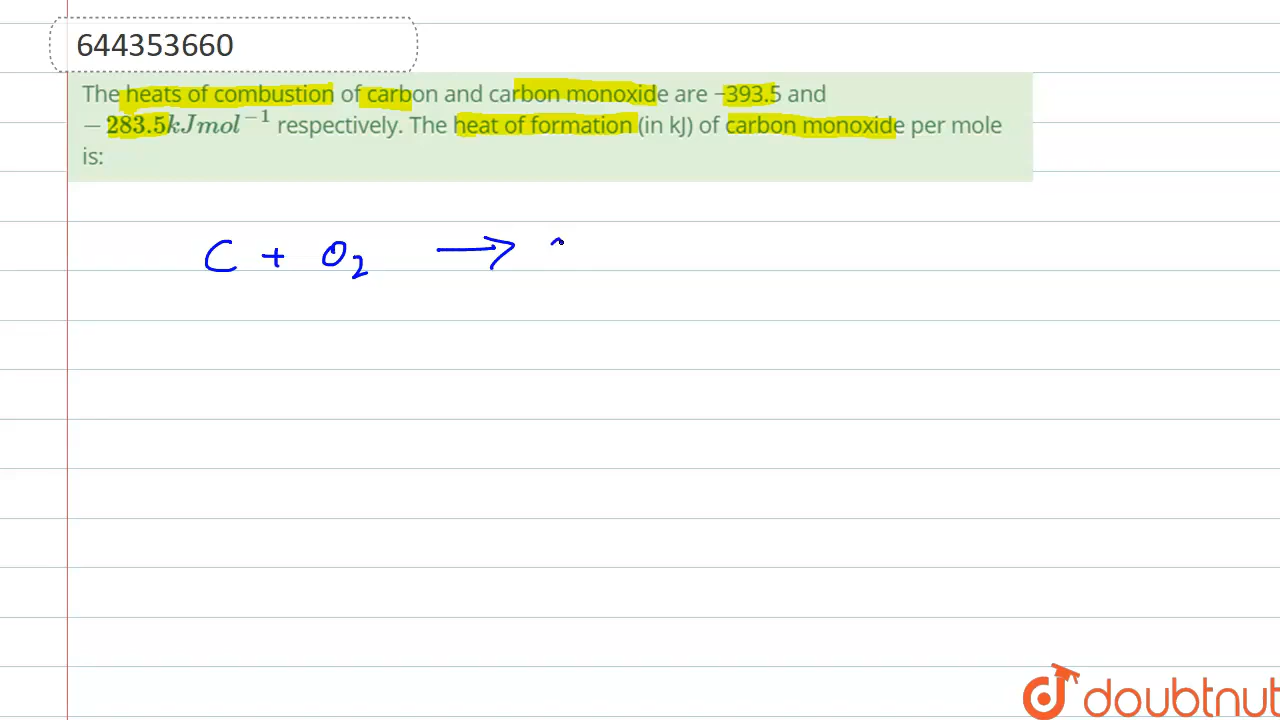 644353660
The heats of combustion of carbon and carbon monoxide are −393.5 and
−283.5kJmol⁻¹ respectively. The heat of formation (in kJ) of carbon monoxide per mole
is:
C + O₂ →
doubtnut